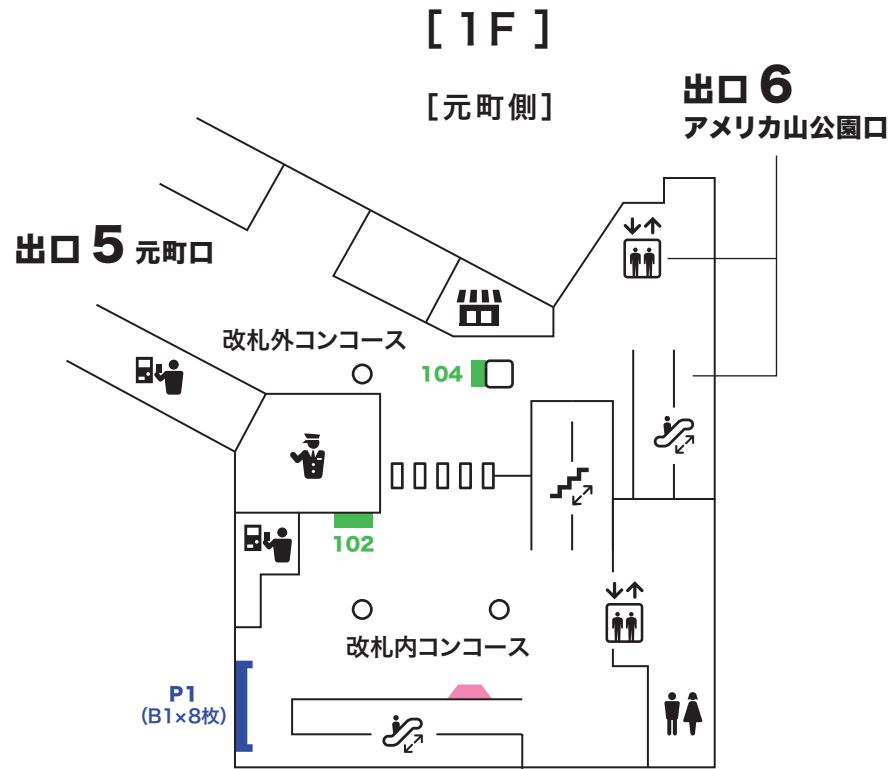 [ 1F ]
[元町側]
出口 6
アメリカ山公園口
出口 5 元町口
改札外コンコース
104
102
改札内コンコース
P1
(B1×8枚)